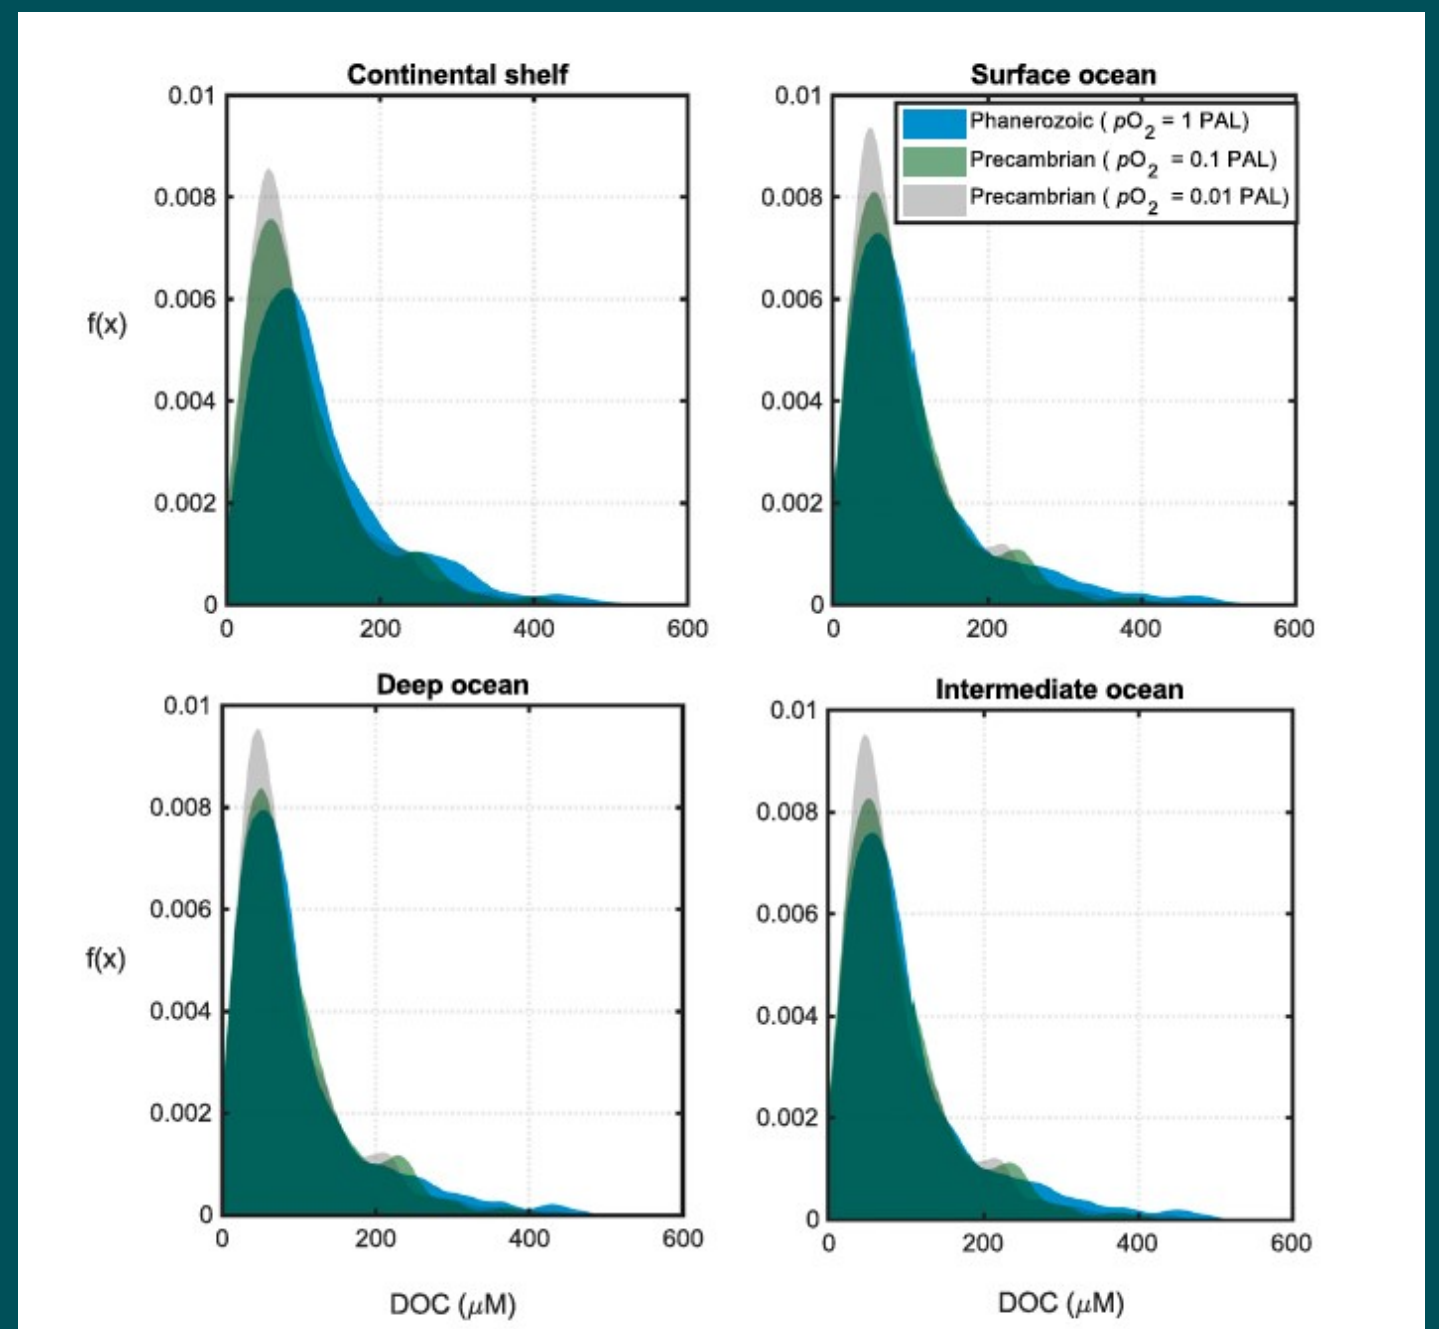 Continental shelf
0.01
0.008
0.006
0.004
0.002
0
f(x)
0 200 400 600
Surface ocean
0.01
0.008
0.006
0.004
0.002
0
Phanerozoic ( pO2 = 1 PAL)
Precambrian ( pO2 = 0.1 PAL)
Precambrian ( pO2 = 0.01 PAL)
0 200 400 600
Deep ocean
0.01
0.008
0.006
0.004
0.002
0
f(x)
0 200 400 600
DOC (μM)
Intermediate ocean
0.01
0.008
0.006
0.004
0.002
0
0 200 400 600
DOC (μM)